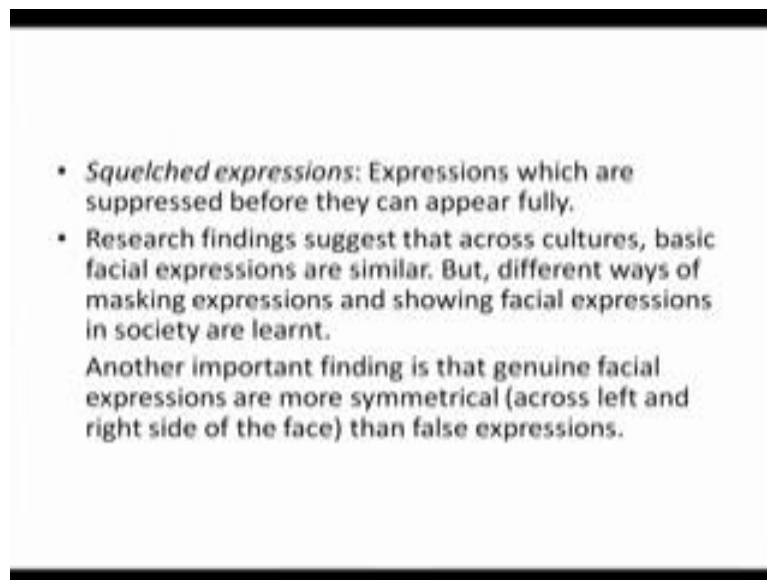 • Squelched expressions: Expressions which are
suppressed before they can appear fully.
• Research findings suggest that across cultures, basic
facial expressions are similar. But, different ways of
masking expressions and showing facial expressions
in society are learnt.
Another important finding is that genuine facial
expressions are more symmetrical (across left and
right side of the face) than false expressions.